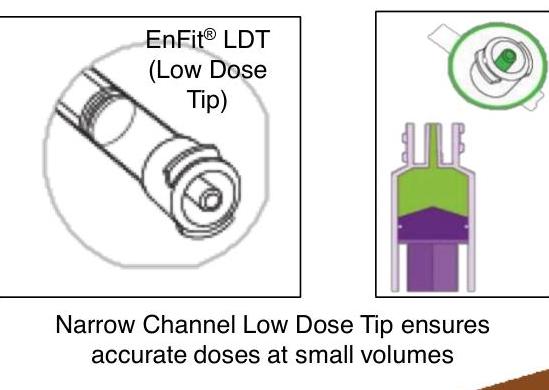 EnFit® LDT
(Low Dose
Tip)
Narrow Channel Low Dose Tip ensures
accurate doses at small volumes